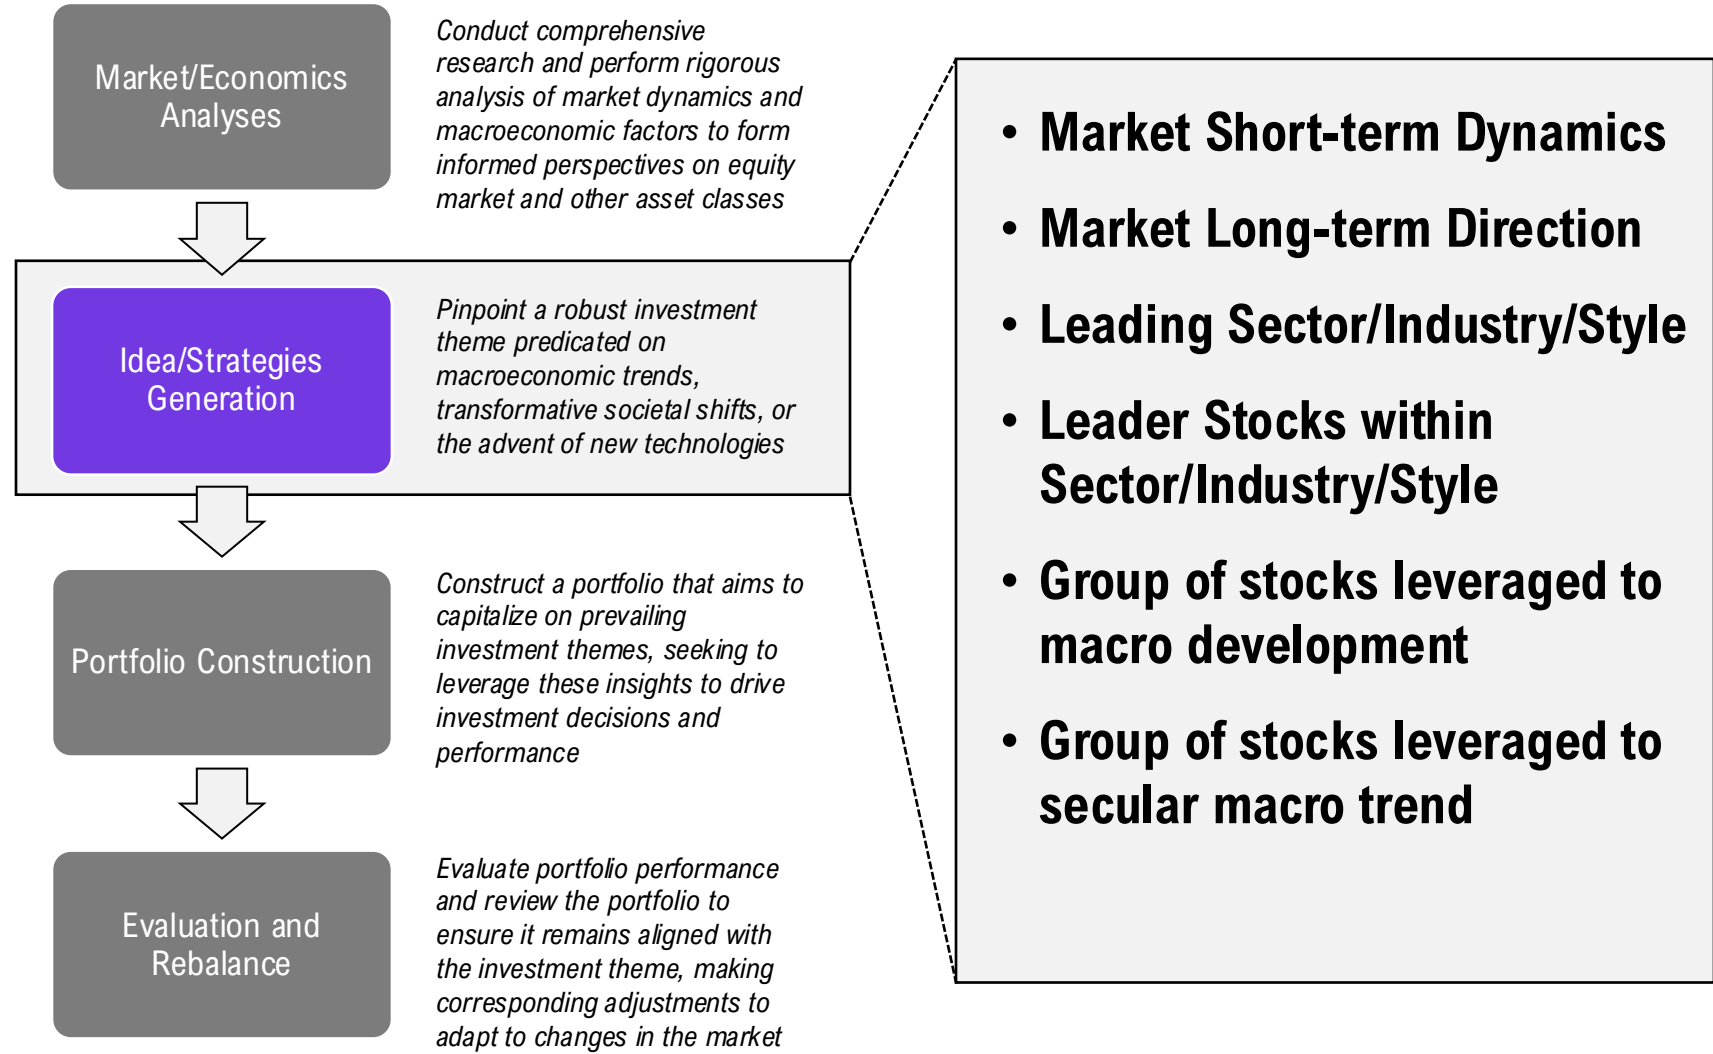 Market/Economics
Analyses
Conduct comprehensive
research and perform rigorous
analysis of market dynamics and
macroeconomic factors to form
informed perspectives on equity
market and other asset classes
Idea/Strategies
Generation
Pinpoint a robust investment
theme predicated on
macroeconomic trends,
transformative societal shifts, or
the advent of new technologies
Portfolio Construction
Construct a portfolio that aims to
capitalize on prevailing
investment themes, seeking to
leverage these insights to drive
investment decisions and
performance
Evaluation and
Rebalance
Evaluate portfolio performance
and review the portfolio to
ensure it remains aligned with
the investment theme, making
corresponding adjustments to
adapt to changes in the market
• Market Short-term Dynamics
• Market Long-term Direction
• Leading Sector/Industry/Style
• Leader Stocks within
Sector/Industry/Style
• Group of stocks leveraged to
macro development
• Group of stocks leveraged to
secular macro trend